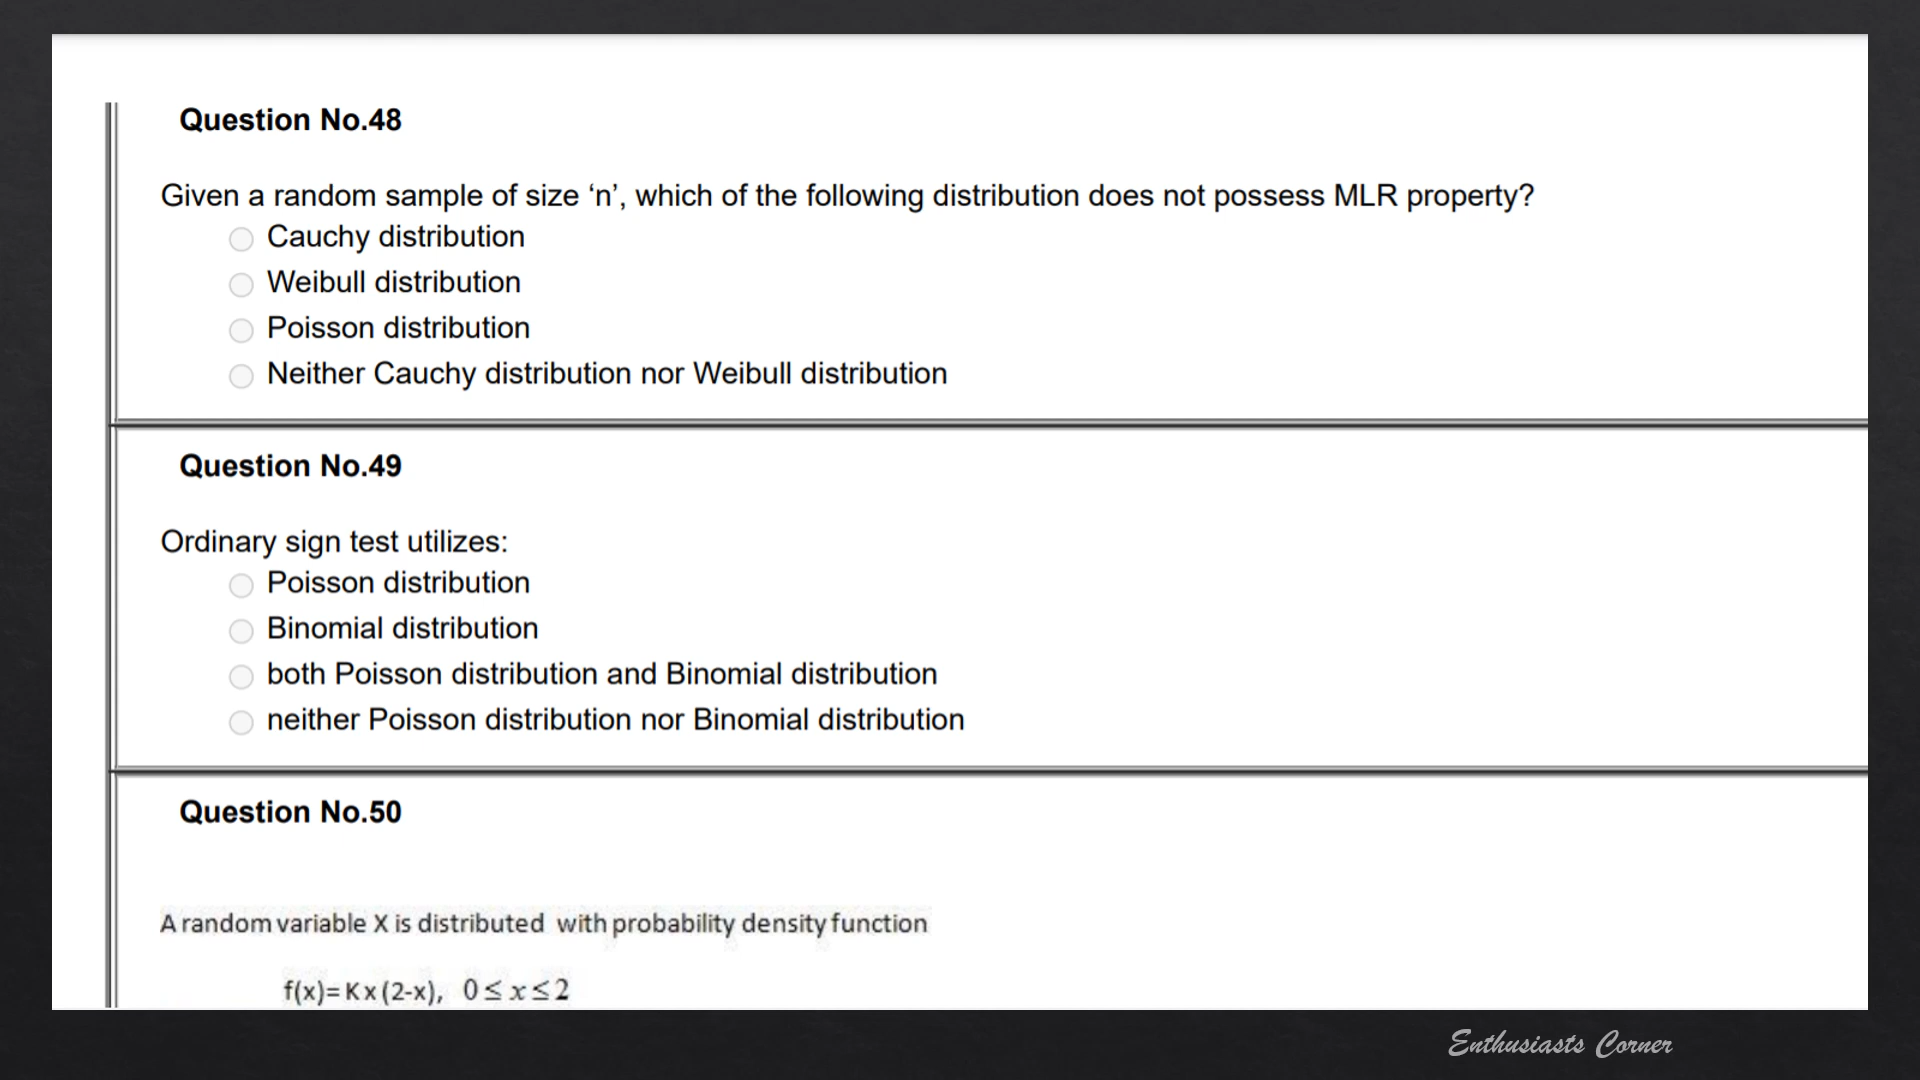 Question No.48
Given a random sample of size ‘n’, which of the following distribution does not possess MLR property?
Cauchy distribution
Weibull distribution
Poisson distribution
Neither Cauchy distribution nor Weibull distribution
Question No.49
Ordinary sign test utilizes:
Poisson distribution
Binomial distribution
both Poisson distribution and Binomial distribution
neither Poisson distribution nor Binomial distribution
Question No.50
A random variable X is distributed with probability density function
f(x)= K x (2-x), 0 ≤ x ≤ 2
Enthusiasts Corner